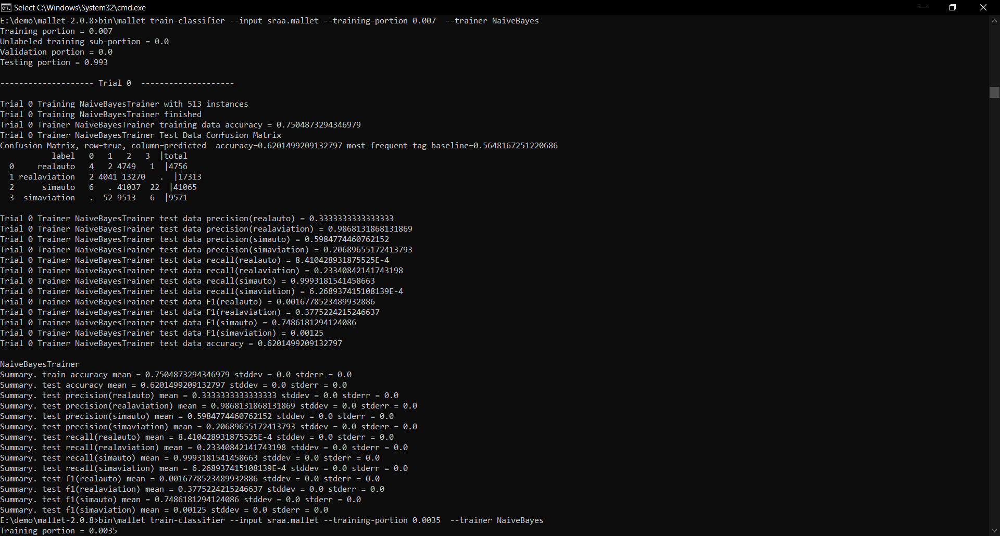 Select C:\Windows\System32\cmd.exe
E:\demo\mallet-2.0.8>bin\mallet train-classifier --input sraa.mallet --training-portion 0.007  --trainer NaiveBayes
Training portion = 0.007
Unlabeled training sub-portion = 0.0
Validation portion = 0.0
Testing portion = 0.993
-------------------- Trial 0  --------------------
Trial 0 Training NaiveBayesTrainer with 513 instances
Trial 0 Training NaiveBayesTrainer finished
Trial 0 Trainer NaiveBayesTrainer training data accuracy = 0.7504873294346979
Trial 0 Trainer NaiveBayesTrainer Test Data Confusion Matrix
Confusion Matrix, row=true, column=predicted  accuracy=0.6201499209132797 most-frequent-tag baseline=0.5648167251220686
           label   0   1   2   3  |total
  0     realauto   4   2 4749   1  |4756
  1 realaviation   2 4041 13270   .  |17313
  2      simauto   6   . 41037  22  |41065
  3  simaviation   .  52 9513   6  |9571
Trial 0 Trainer NaiveBayesTrainer test data precision(realauto) = 0.3333333333333333
Trial 0 Trainer NaiveBayesTrainer test data precision(realaviation) = 0.9868131868131869
Trial 0 Trainer NaiveBayesTrainer test data precision(simauto) = 0.5984774460762152
Trial 0 Trainer NaiveBayesTrainer test data precision(simaviation) = 0.20689655172413793
Trial 0 Trainer NaiveBayesTrainer test data recall(realauto) = 8.410428931875525E-4
Trial 0 Trainer NaiveBayesTrainer test data recall(realaviation) = 0.23340842141743198
Trial 0 Trainer NaiveBayesTrainer test data recall(simauto) = 0.9993181541458663
Trial 0 Trainer NaiveBayesTrainer test data recall(simaviation) = 6.268937415108139E-4
Trial 0 Trainer NaiveBayesTrainer test data F1(realauto) = 0.0016778523489932886
Trial 0 Trainer NaiveBayesTrainer test data F1(realaviation) = 0.3775224215246637
Trial 0 Trainer NaiveBayesTrainer test data F1(simauto) = 0.7486181294124086
Trial 0 Trainer NaiveBayesTrainer test data F1(simaviation) = 0.00125
Trial 0 Trainer NaiveBayesTrainer test data accuracy = 0.6201499209132797
NaiveBayesTrainer
Summary. train accuracy mean = 0.7504873294346979 stddev = 0.0 stderr = 0.0
Summary. test accuracy mean = 0.6201499209132797 stddev = 0.0 stderr = 0.0
Summary. test precision(realauto) mean = 0.3333333333333333 stddev = 0.0 stderr = 0.0
Summary. test precision(realaviation) mean = 0.9868131868131869 stddev = 0.0 stderr = 0.0
Summary. test precision(simauto) mean = 0.5984774460762152 stddev = 0.0 stderr = 0.0
Summary. test precision(simaviation) mean = 0.20689655172413793 stddev = 0.0 stderr = 0.0
Summary. test recall(realauto) mean = 8.410428931875525E-4 stddev = 0.0 stderr = 0.0
Summary. test recall(realaviation) mean = 0.23340842141743198 stddev = 0.0 stderr = 0.0
Summary. test recall(simauto) mean = 0.9993181541458663 stddev = 0.0 stderr = 0.0
Summary. test recall(simaviation) mean = 6.268937415108139E-4 stddev = 0.0 stderr = 0.0
Summary. test f1(realauto) mean = 0.0016778523489932886 stddev = 0.0 stderr = 0.0
Summary. test f1(realaviation) mean = 0.3775224215246637 stddev = 0.0 stderr = 0.0
Summary. test f1(simauto) mean = 0.7486181294124086 stddev = 0.0 stderr = 0.0
Summary. test f1(simaviation) mean = 0.00125 stddev = 0.0 stderr = 0.0
E:\demo\mallet-2.0.8>bin\mallet train-classifier --input sraa.mallet --training-portion 0.0035  --trainer NaiveBayes
Training portion = 0.0035